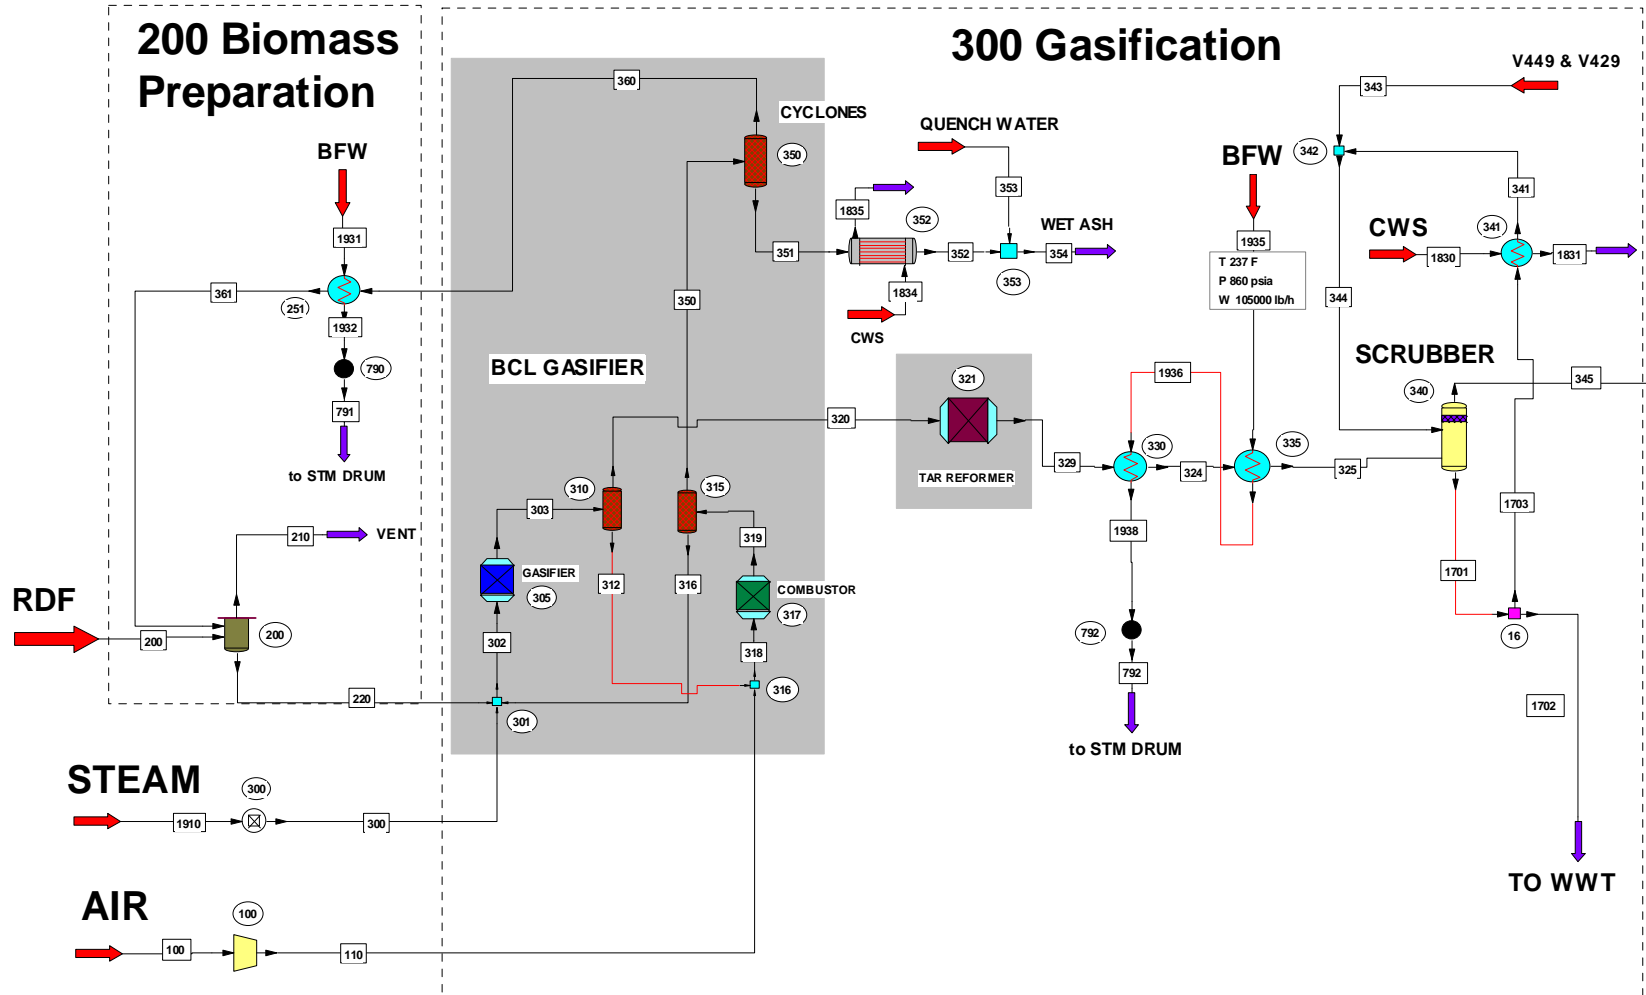 200 Biomass
Preparation
300 Gasification
V449 & V429
360
343
CYCLONES
QUENCH WATER
BFW
350
BFW
342
353
341
1835
352
WET ASH
341
1931
1935
CWS
351
352
354
1830
1831
T 237 F
P 860 psia
W 105000 lb/h
353
361
251
350
1834
344
1932
CWS
SCRUBBER
BCL GASIFIER
790
321
1936
345
340
791
320
330
335
329
324
325
to STM DRUM
TAR REFORMER
310
315
303
1703
210
VENT
319
1938
GASIFIER
312
316
1701
305
COMBUSTOR
RDF
317
200
200
302
318
792
16
316
792
220
301
1702
to STM DRUM
STEAM
300
1910
300
TO WWT
AIR
100
100
110